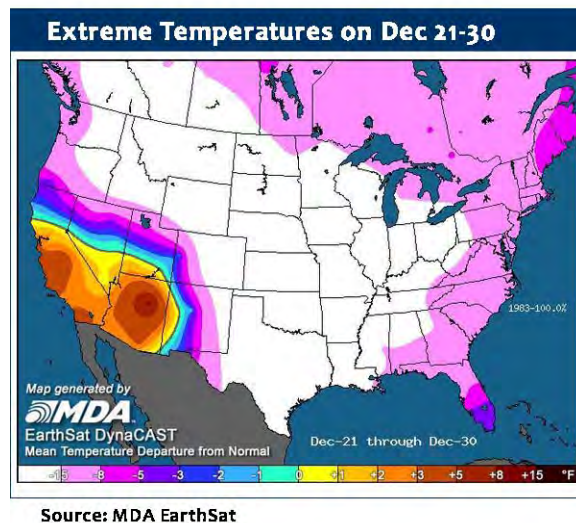 Extreme Temperatures on Dec 21-30
1983-100.0%
Map generated by
MDA
EarthSat DynaCAST
Mean Temperature Departure from Normal
Dec-21 through Dec-30
-15 -8 -5 -3 -2 -1 0 +1 +2 +3 +5 +8 +15 °F
Source: MDA EarthSat